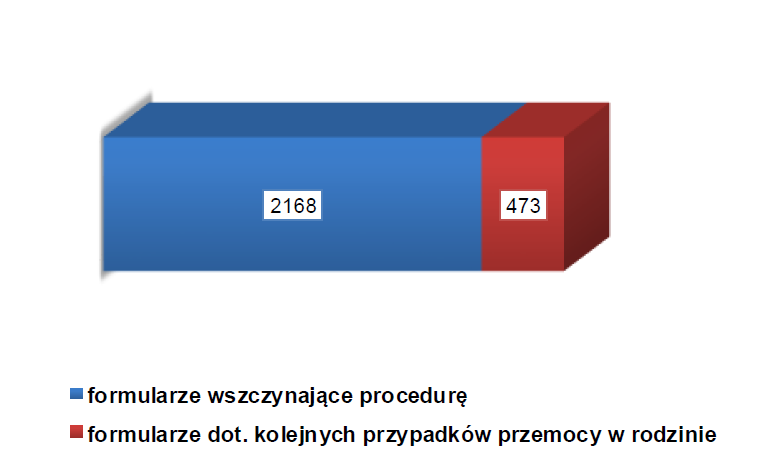 2168
473
formularze wszczynające procedurę
formularze dot. kolejnych przypadków przemocy w rodzinie